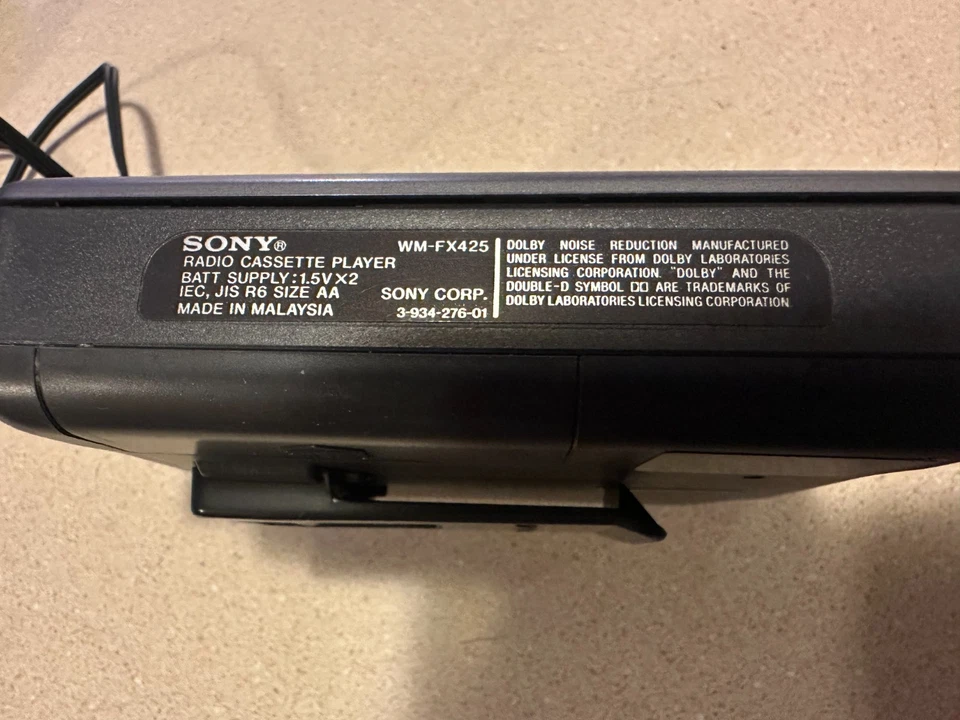 SONY®
WM-FX425
RADIO CASSETTE PLAYER
BATT SUPPLY:1.5VX2
IEC, JIS R6 SIZE AA
SONY CORP.
MADE IN MALAYSIA
3-934-276-01
DOLBY NOISE REDUCTION MANUFACTURED
UNDER LICENSE FROM DOLBY LABORATORIES
LICENSING CORPORATION. "DOLBY" AND THE
DOUBLE-D SYMBOL DD ARE TRADEMARKS OF
DOLBY LABORATORIES LICENSING CORPORATION.